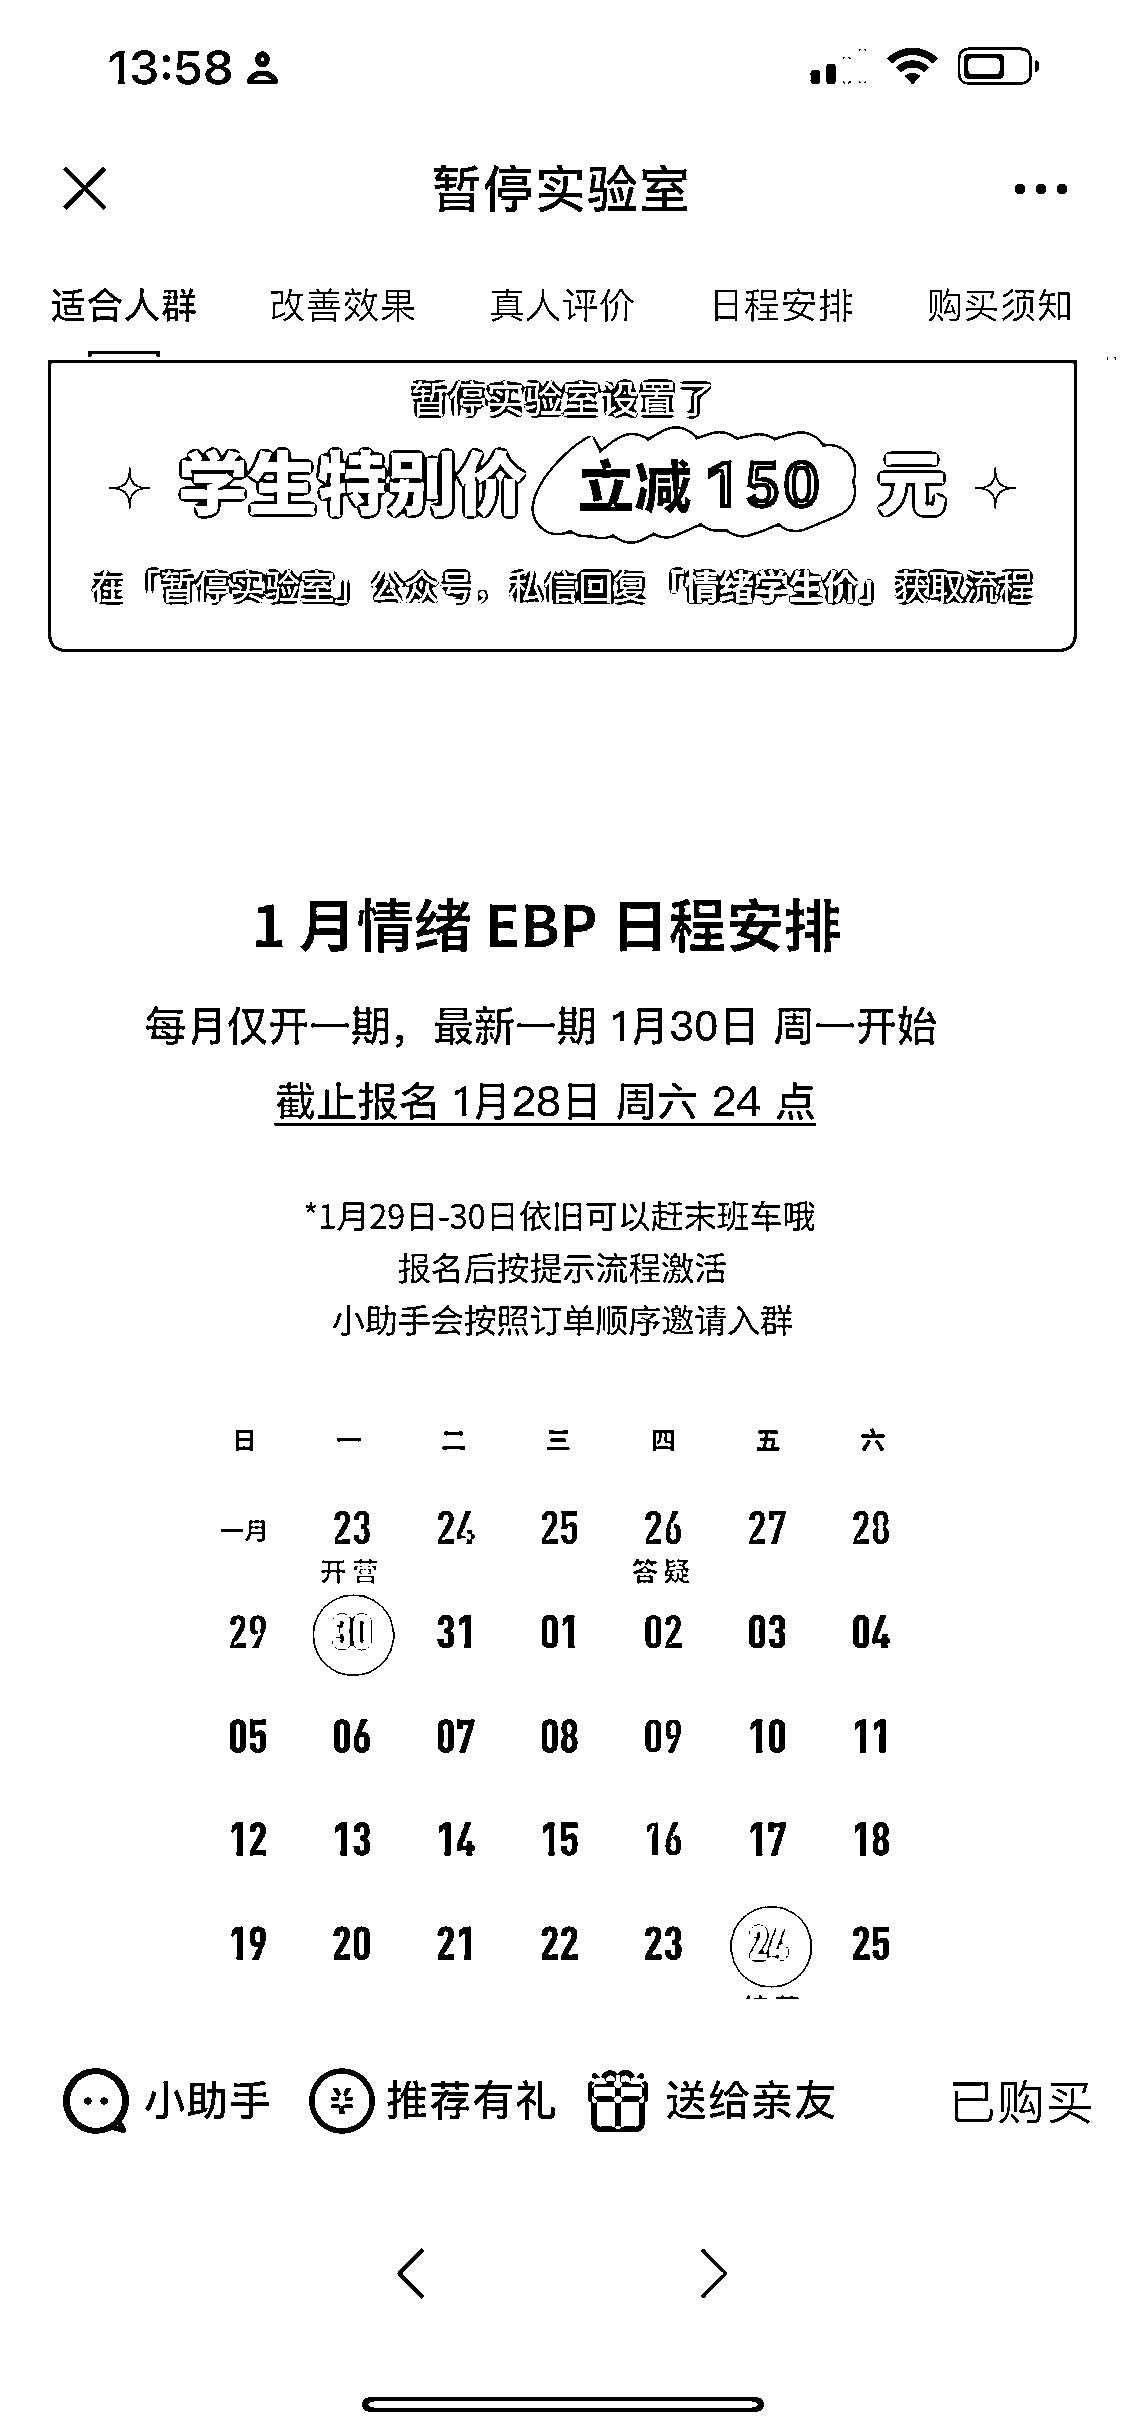 13:58
暂停实验室
适合人群 改善效果 真人评价 日程安排 购买须知
暂停实验室设置了
学生特别价 立减 150 元
在「暂停实验室」公众号，私信回复「情绪学生价」获取流程
1 月情绪 EBP 日程安排
每月仅开一期，最新一期 1月30日 周一开始
截止报名 1月28日 周六 24 点
*1月29日-30日依旧可以赶末班车哦
报名后按提示流程激活
小助手会按照订单顺序邀请入群
日 一 二 三 四 五 六
一月 23 24 25 26 27 28
开营 答疑
29 30 31 01 02 03 04
05 06 07 08 09 10 11
12 13 14 15 16 17 18
19 20 21 22 23 24 25
小助手 推荐有礼 送给亲友 已购买